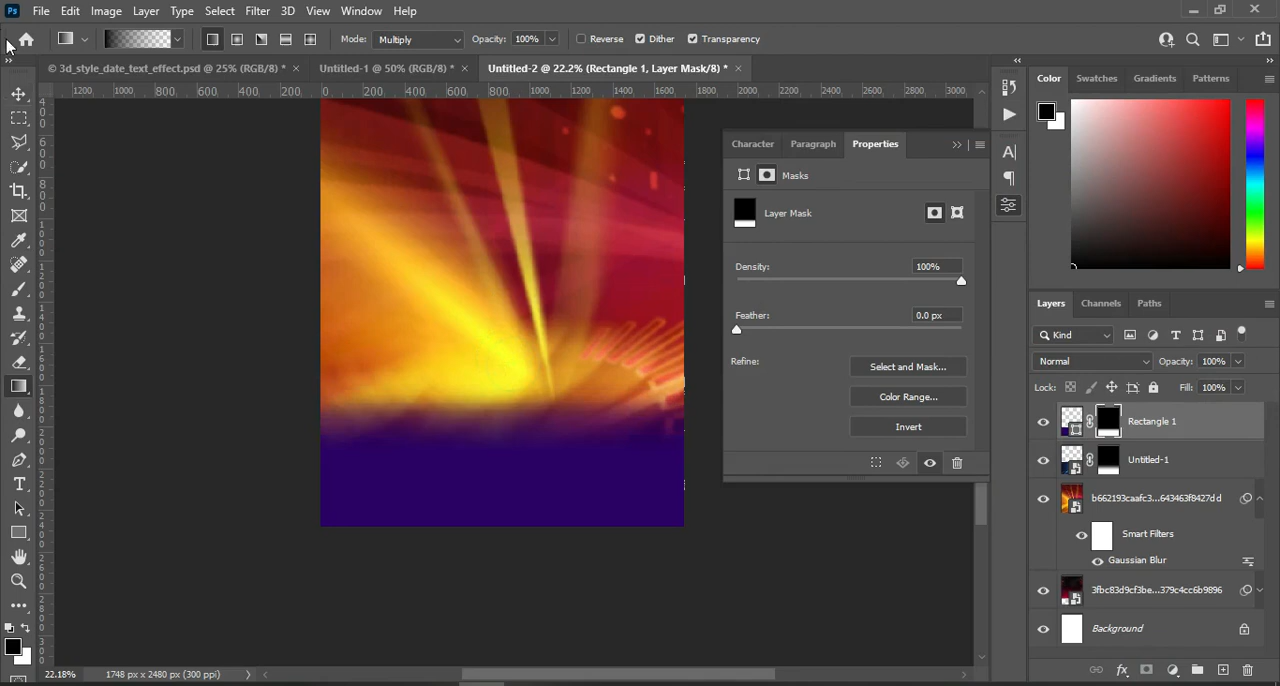 Ps File Edit Image Layer Type Select Filter 3D View Window Help
Mode: Multiply Opacity: 100% Reverse Dither Transparency
© 3d_style_date_text_effect.psd @ 25% (RGB/8) * × Untitled-1 @ 50% (RGB/8) * × Untitled-2 @ 22.2% (Rectangle 1, Layer Mask/8) * ×
1200 1000 800 600 400 200 0 200 400 600 800 1000 1200 1400 1600 1800 2000 2200 2400 2600 2800 3000
Color Swatches Gradients Patterns
Character Paragraph Properties
Masks
Layer Mask
Density: 100%
Feather: 0.0 px
Refine: Select and Mask...
Color Range...
Invert
Layers Channels Paths
Kind
Normal Opacity: 100%
Lock: Fill: 100%
Rectangle 1
Untitled-1
b662193caafc3...643463f8427dd
Smart Filters
Gaussian Blur
3fbc83d9cf3be...379c4cc6b9896
Background
22.18% 1748 px x 2480 px (300 ppi)